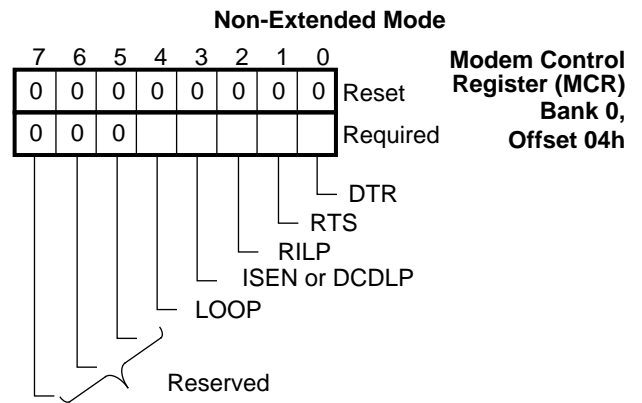 Non-Extended Mode
7 6 5 4 3 2 1 0
Modem Control
Register (MCR)
Bank 0,
Offset 04h
0 0 0 0 0 0 0 0 Reset
0 0 0 Required
DTR
RTS
RILP
ISEN or DCDLP
LOOP
Reserved